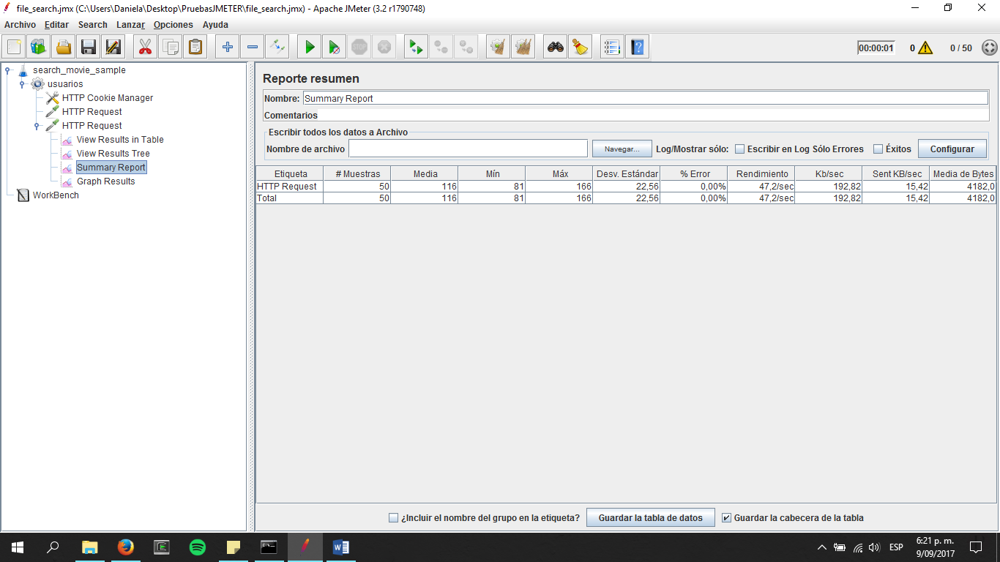 file_search.jmx (C:\Users\Daniela\Desktop\PruebasJMETER\file_search.jmx) - Apache JMeter (3.2 r1790748)
Archivo Editar Search Lanzar Opciones Ayuda
00:00:01 0 0 / 50
search_movie_sample
usuarios
HTTP Cookie Manager
HTTP Request
HTTP Request
View Results in Table
View Results Tree
Summary Report
Graph Results
WorkBench
Reporte resumen
Nombre: Summary Report
Comentarios
Escribir todos los datos a Archivo
Nombre de archivo Navegar... Log/Mostrar sólo: Escribir en Log Sólo Errores Éxitos Configurar
Etiqueta # Muestras Media Mín Máx Desv. Estándar % Error Rendimiento Kb/sec Sent KB/sec Media de Bytes
HTTP Request 50 116 81 166 22,56 0,00% 47,2/sec 192,82 15,42 4182,0
Total 50 116 81 166 22,56 0,00% 47,2/sec 192,82 15,42 4182,0
¿Incluir el nombre del grupo en la etiqueta? Guardar la tabla de datos Guardar la cabecera de la tabla
ESP 6:21 p. m.
9/09/2017